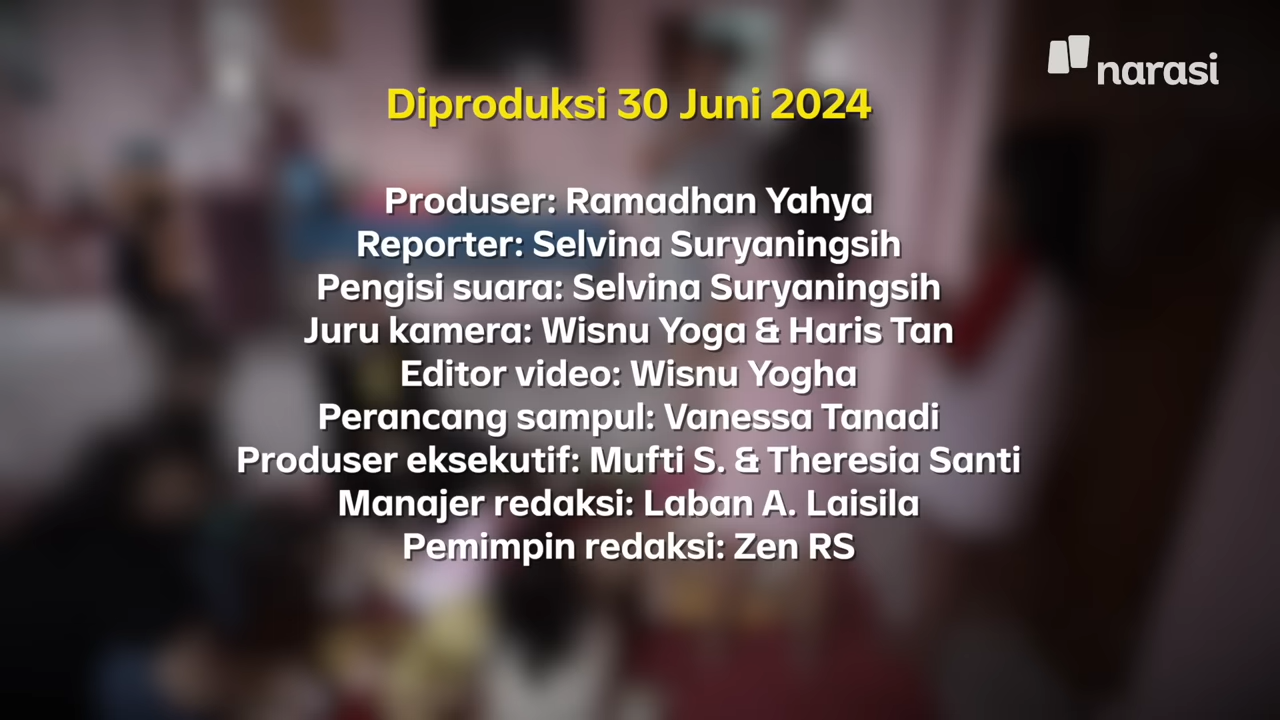 narasi
Diproduksi 30 Juni 2024
Produser: Ramadhan Yahya
Reporter: Selvina Suryaningsih
Pengisi suara: Selvina Suryaningsih
Juru kamera: Wisnu Yoga & Haris Tan
Editor video: Wisnu Yogha
Perancang sampul: Vanessa Tanadi
Produser eksekutif: Mufti S. & Theresia Santi
Manajer redaksi: Laban A. Laisila
Pemimpin redaksi: Zen RS